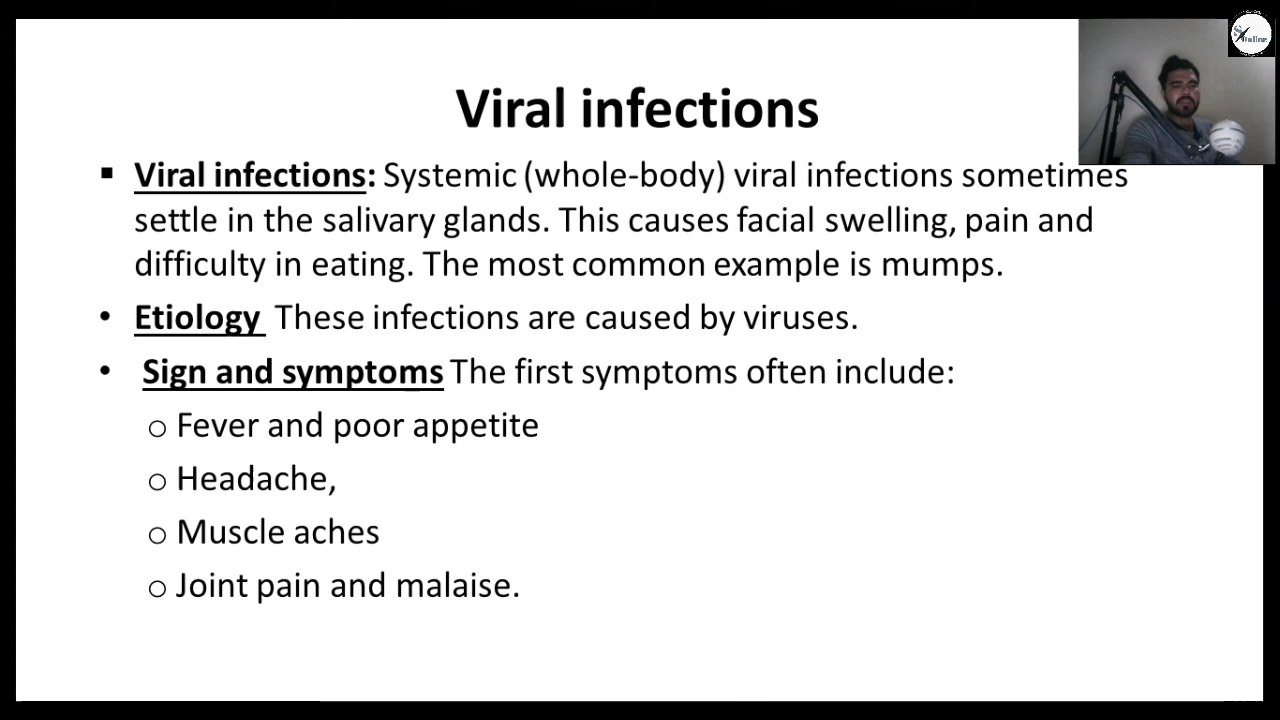 Viral infections
▪ Viral infections: Systemic (whole-body) viral infections sometimes
settle in the salivary glands. This causes facial swelling, pain and
difficulty in eating. The most common example is mumps.
• Etiology These infections are caused by viruses.
• Sign and symptoms The first symptoms often include:
o Fever and poor appetite
o Headache,
o Muscle aches
o Joint pain and malaise.